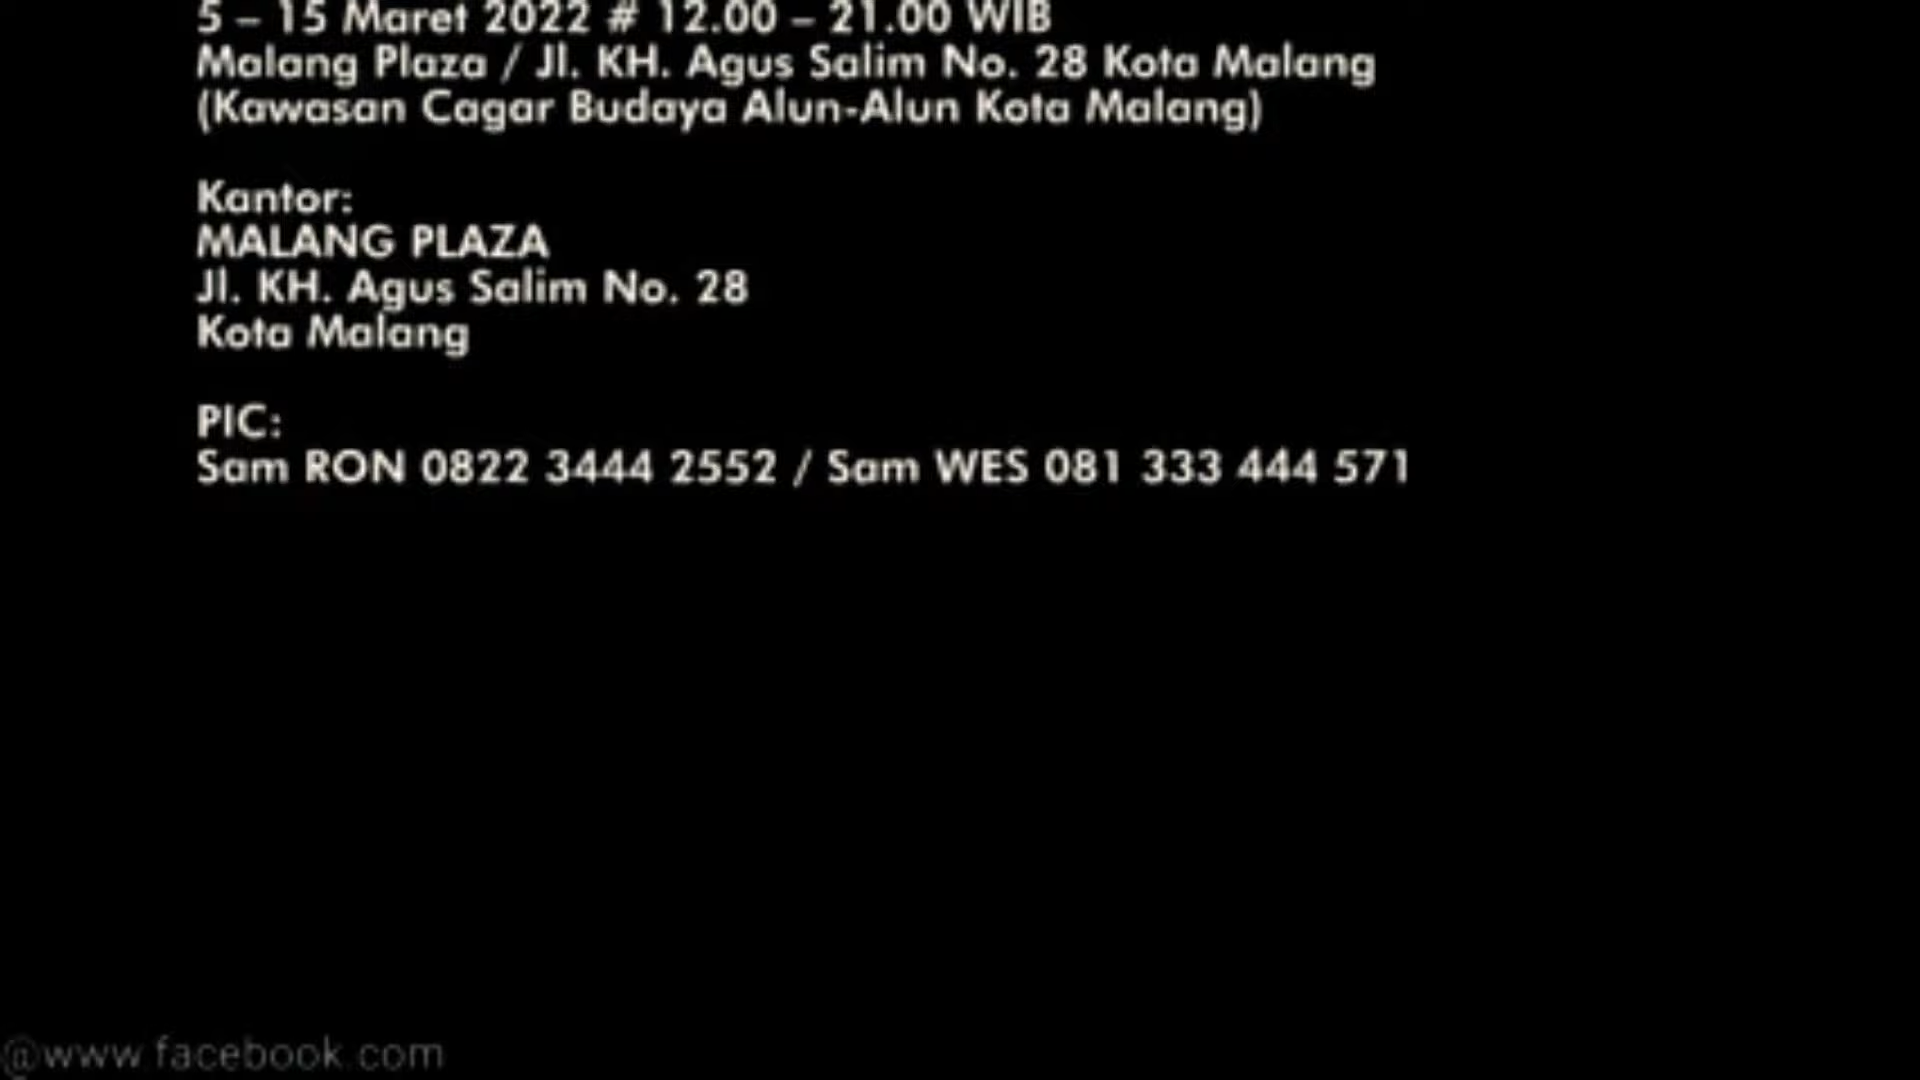 5 – 15 Maret 2022 # 12.00 – 21.00 WIB
Malang Plaza / Jl. KH. Agus Salim No. 28 Kota Malang
(Kawasan Cagar Budaya Alun-Alun Kota Malang)
Kantor:
MALANG PLAZA
Jl. KH. Agus Salim No. 28
Kota Malang
PIC:
Sam RON 0822 3444 2552 / Sam WES 081 333 444 571
@www.facebook.com